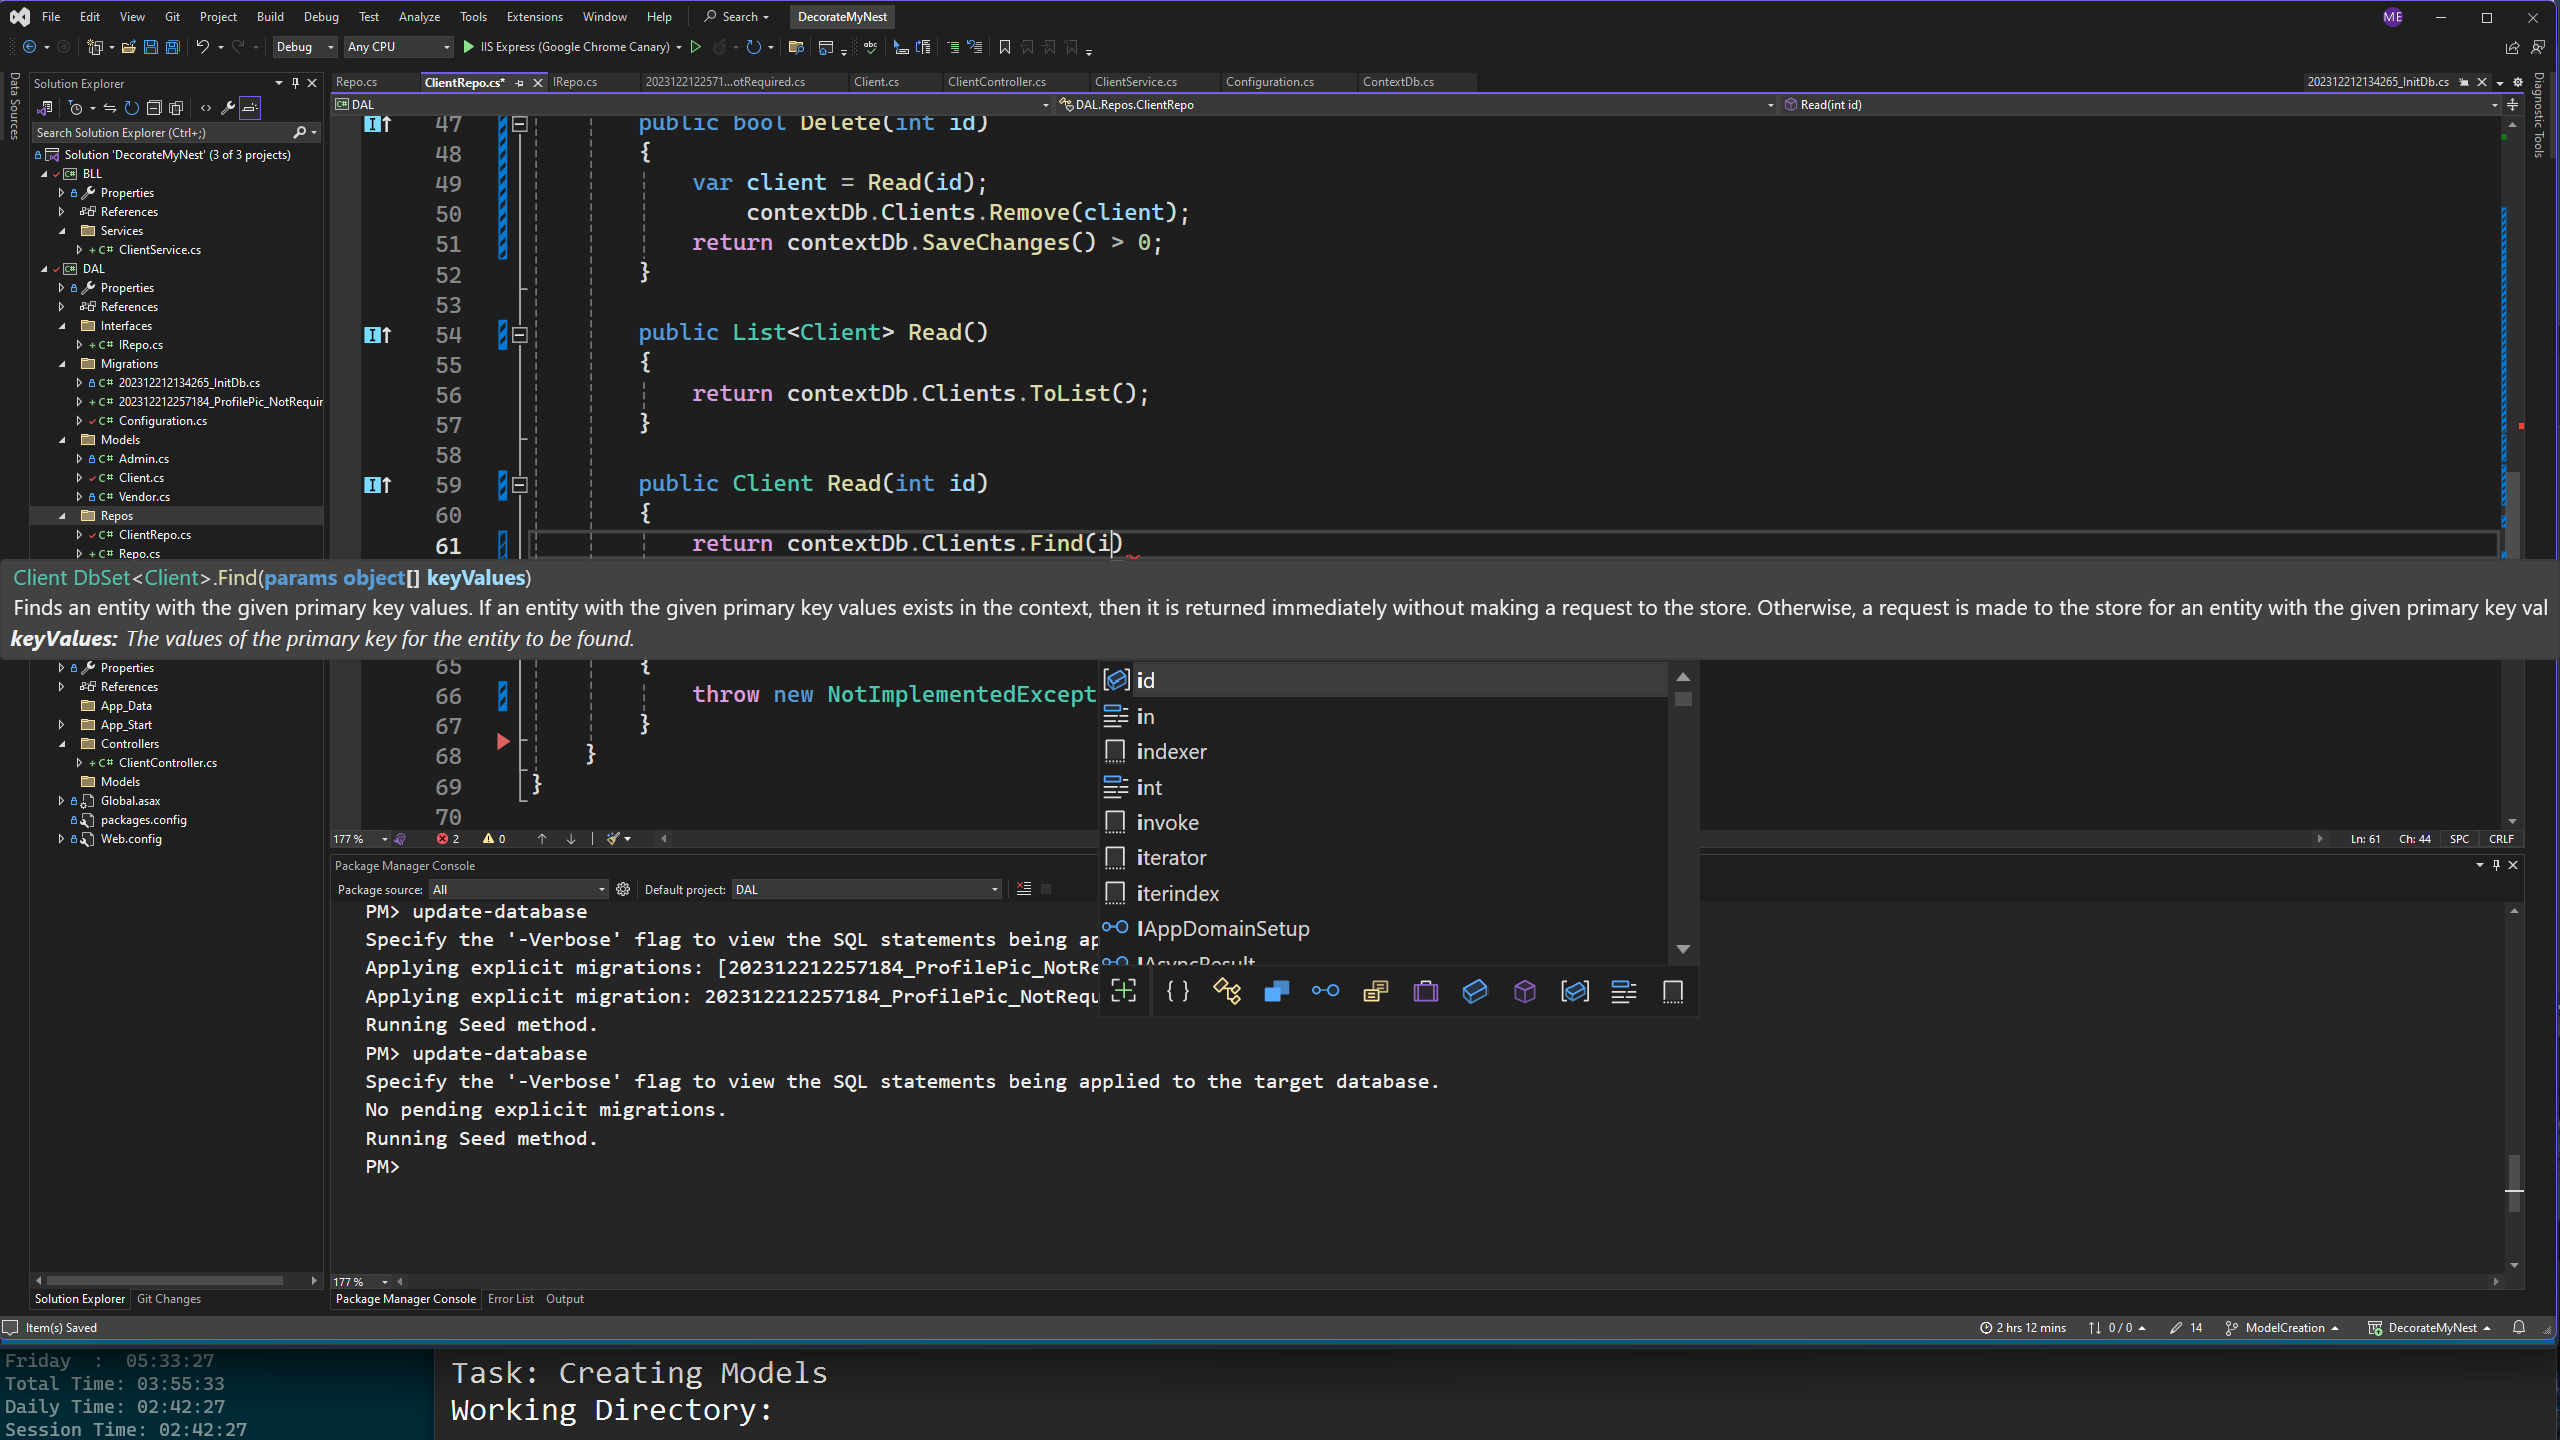 File Edit View Git Project Build Debug Test Analyze Tools Extensions Window Help Search DecorateMyNest ME
Debug Any CPU IIS Express (Google Chrome Canary)
Data Sources
Solution Explorer
Search Solution Explorer (Ctrl+;)
Solution 'DecorateMyNest' (3 of 3 projects)
C# BLL
Properties
References
Services
C# ClientService.cs
C# DAL
Properties
References
Interfaces
C# IRepo.cs
Migrations
C# 202312212134265_InitDb.cs
C# 202312212257184_ProfilePic_NotRequir
C# Configuration.cs
Models
C# Admin.cs
C# Client.cs
C# Vendor.cs
Repos
C# ClientRepo.cs
C# Repo.cs
Properties
References
App_Data
App_Start
Controllers
C# ClientController.cs
Models
Global.asax
packages.config
Web.config
Solution Explorer Git Changes
Repo.cs ClientRepo.cs* IRepo.cs 2023122122571...otRequired.cs Client.cs ClientController.cs ClientService.cs Configuration.cs ContextDb.cs 202312212134265_InitDb.cs
C# DAL DAL.Repos.ClientRepo Read(int id)
Diagnostic Tools
47 public bool Delete(int id)
48 {
49 var client = Read(id);
50 contextDb.Clients.Remove(client);
51 return contextDb.SaveChanges() > 0;
52 }
53
54 public List<Client> Read()
55 {
56 return contextDb.Clients.ToList();
57 }
58
59 public Client Read(int id)
60 {
61 return contextDb.Clients.Find(i)
Client DbSet<Client>.Find(params object[] keyValues)
Finds an entity with the given primary key values. If an entity with the given primary key values exists in the context, then it is returned immediately without making a request to the store. Otherwise, a request is made to the store for an entity with the given primary key val
keyValues: The values of the primary key for the entity to be found.
65 {
66 throw new NotImplementedExcept
67 }
68 }
69 }
70
id
in
indexer
int
invoke
iterator
iterindex
IAppDomainSetup
IAsyncResult
{ }
177 % 2 0 Ln: 61 Ch: 44 SPC CRLF
Package Manager Console
Package source: All Default project: DAL
PM> update-database
Specify the '-Verbose' flag to view the SQL statements being ap
Applying explicit migrations: [202312212257184_ProfilePic_NotRe
Applying explicit migration: 202312212257184_ProfilePic_NotRequ
Running Seed method.
PM> update-database
Specify the '-Verbose' flag to view the SQL statements being applied to the target database.
No pending explicit migrations.
Running Seed method.
PM>
177 %
Package Manager Console Error List Output
Item(s) Saved 2 hrs 12 mins 0 / 0 14 ModelCreation DecorateMyNest
Friday : 05:33:27
Total Time: 03:55:33
Daily Time: 02:42:27
Session Time: 02:42:27
Task: Creating Models
Working Directory: